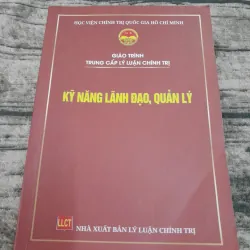 HỌC VIỆN CHÍNH TRỊ QUỐC GIA HỒ CHÍ MINH
GIÁO TRÌNH
TRUNG CẤP LÝ LUẬN CHÍNH TRỊ
KỸ NĂNG LÃNH ĐẠO, QUẢN LÝ
LLCT
NHÀ XUẤT BẢN LÝ LUẬN CHÍNH TRỊ